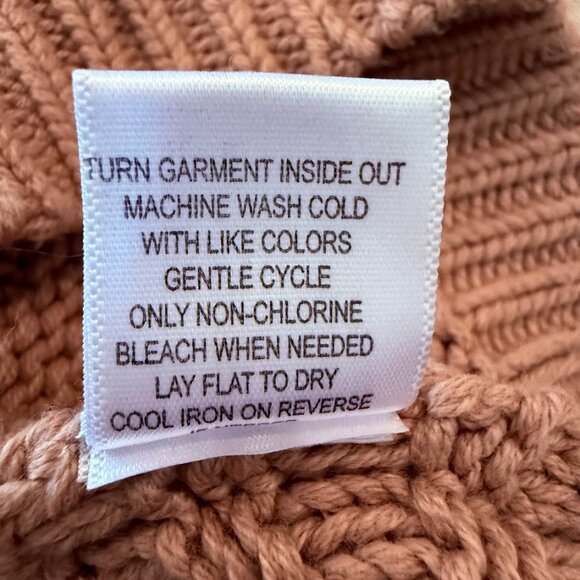 TURN GARMENT INSIDE OUT
MACHINE WASH COLD
WITH LIKE COLORS
GENTLE CYCLE
ONLY NON-CHLORINE
BLEACH WHEN NEEDED
LAY FLAT TO DRY
COOL IRON ON REVERSE